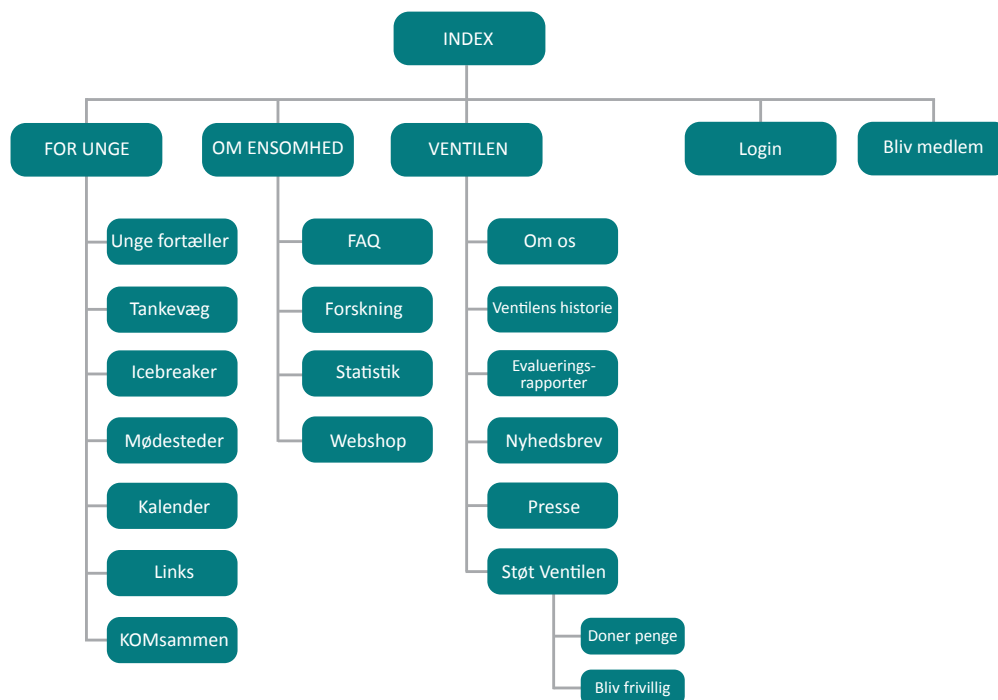 INDEX
FOR UNGE
OM ENSOMHED
VENTILEN
Login
Bliv medlem
Unge fortæller
Tankevæg
Icebreaker
Mødesteder
Kalender
Links
KOMsammen
FAQ
Forskning
Statistik
Webshop
Om os
Ventilens historie
Evaluerings-
rapporter
Nyhedsbrev
Presse
Støt Ventilen
Doner penge
Bliv frivillig